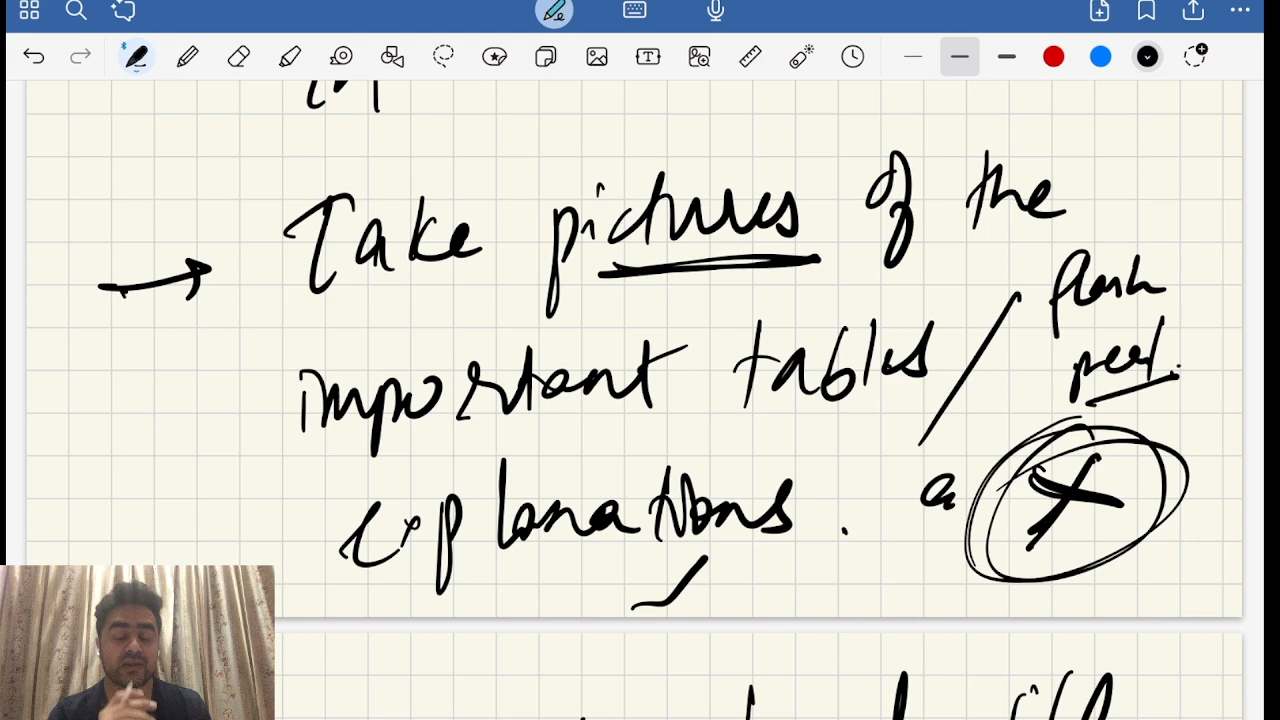 → Take pictures of the
important tables /
explanations.
flash
a X